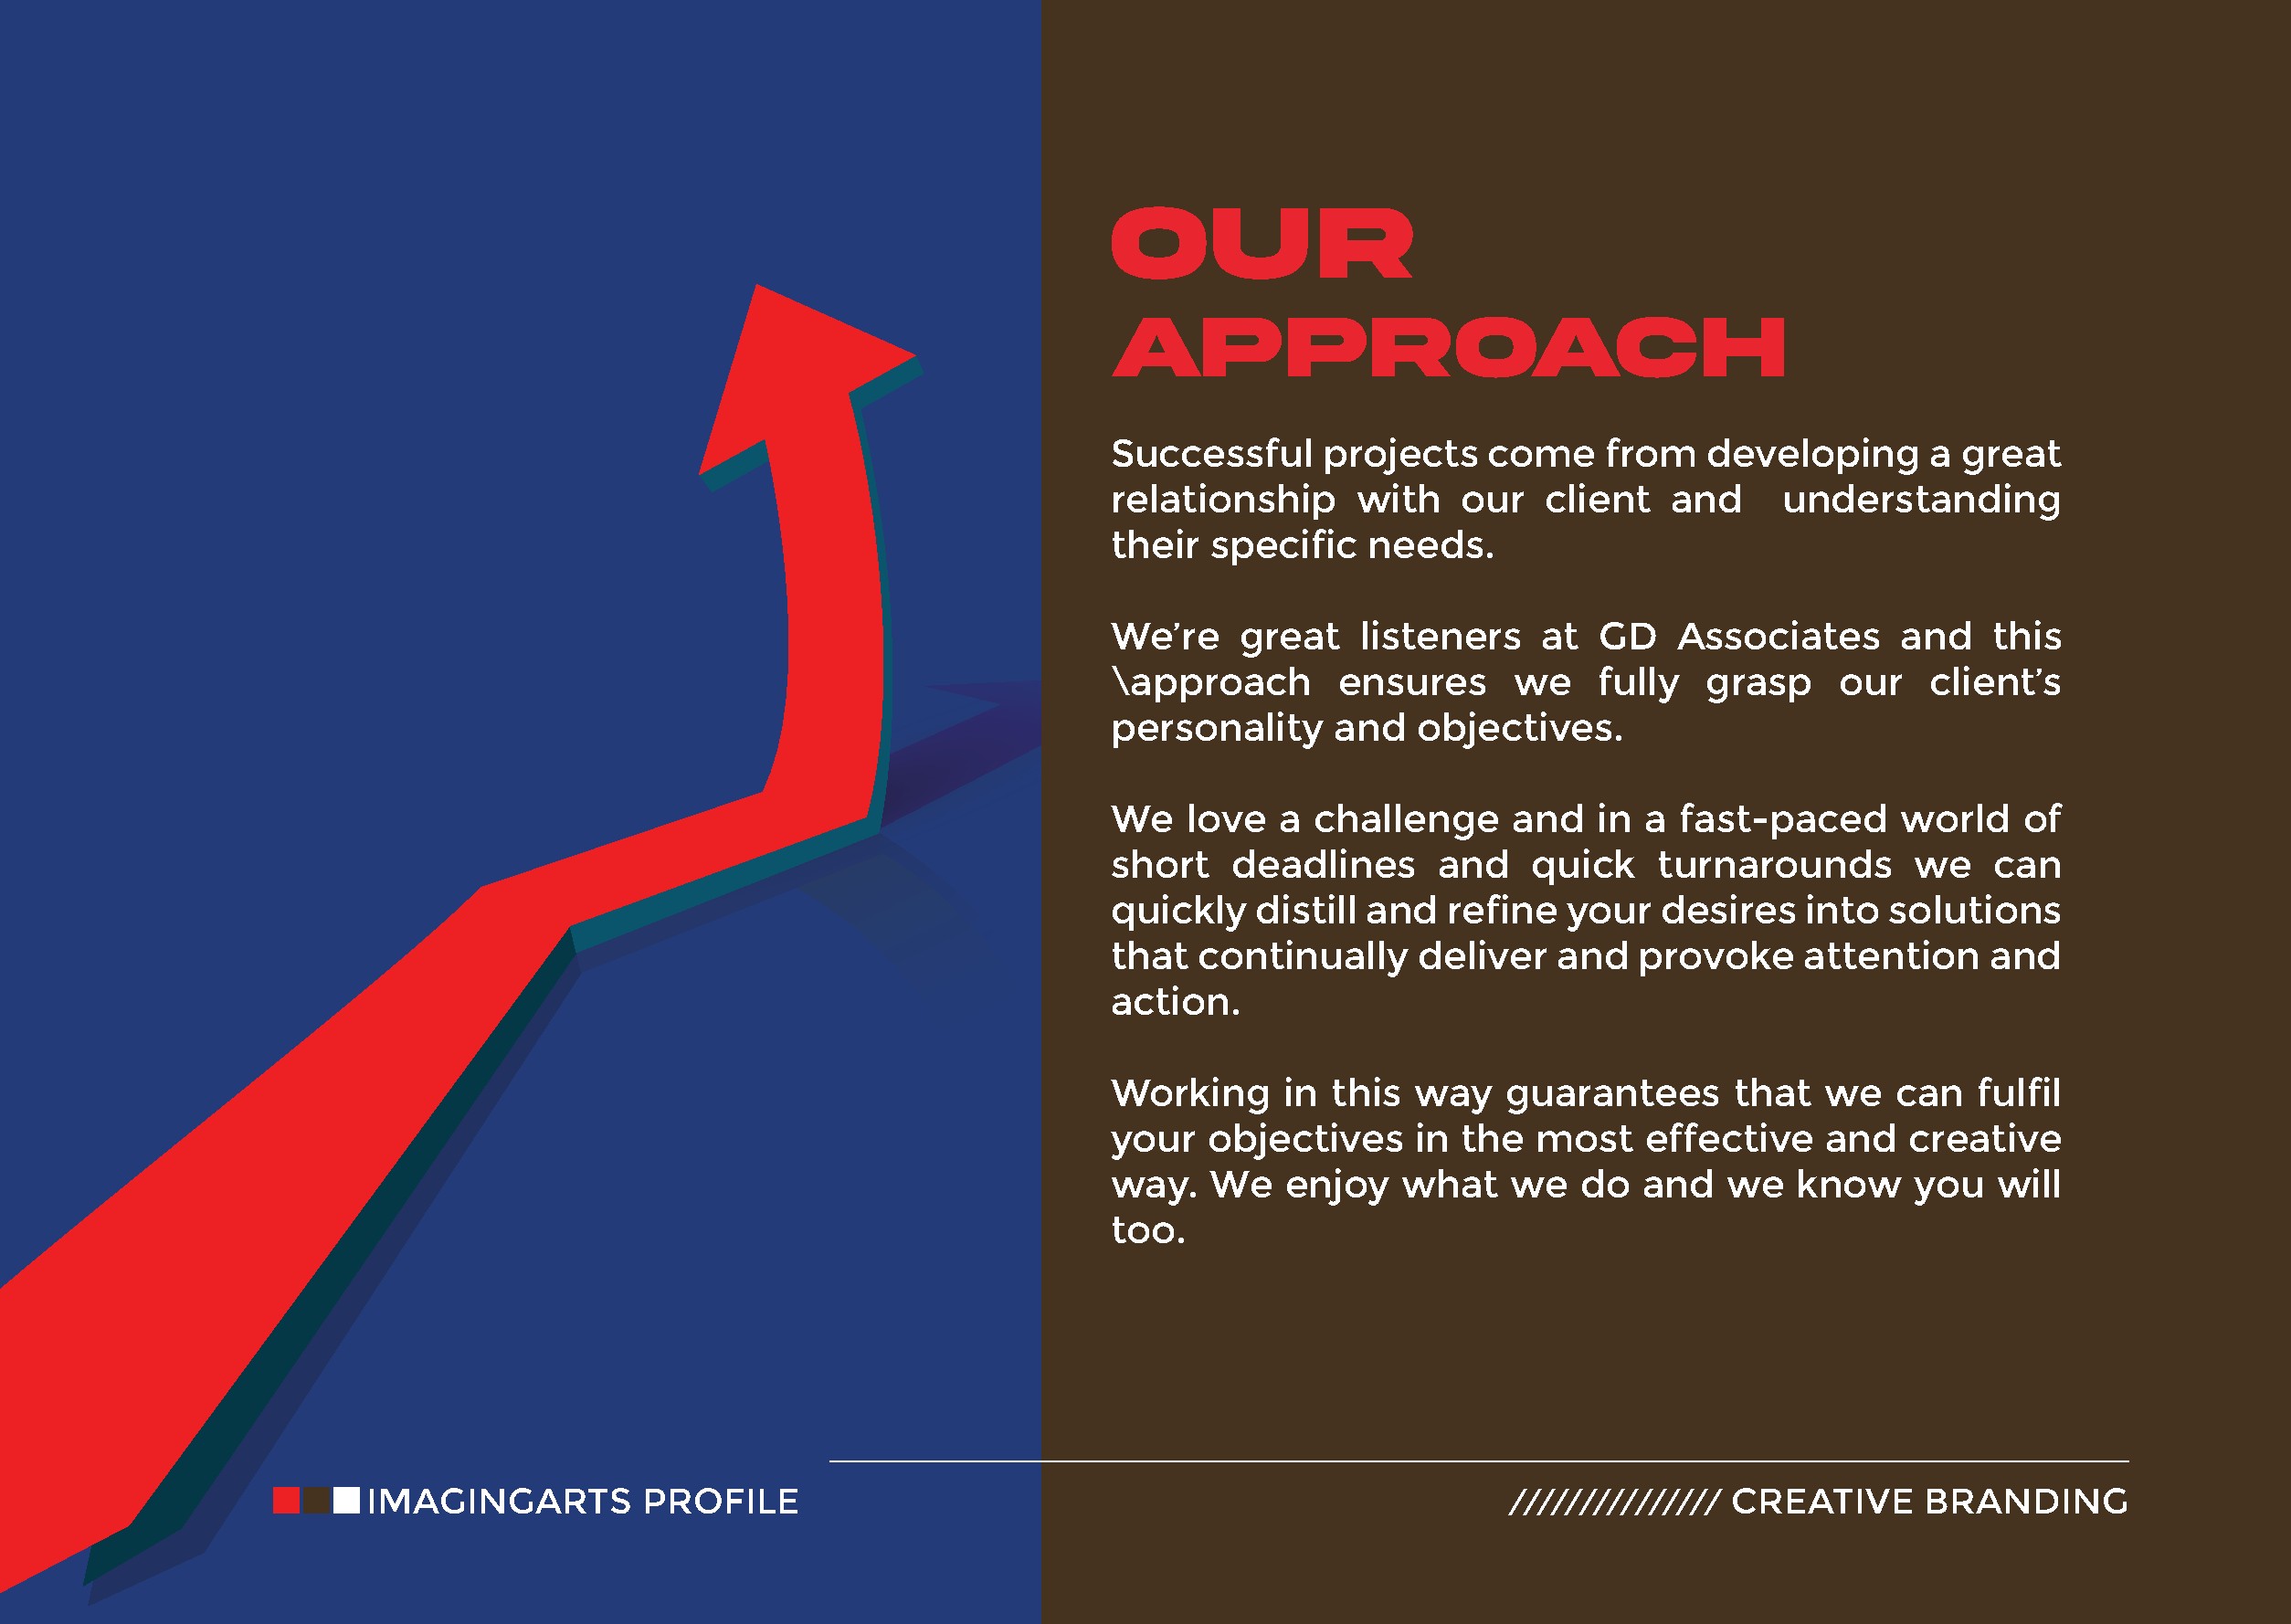 OUR
APPROACH
Successful projects come from developing a great
relationship with our client and understanding
their specific needs.
We’re great listeners at GD Associates and this
\approach ensures we fully grasp our client’s
personality and objectives.
We love a challenge and in a fast-paced world of
short deadlines and quick turnarounds we can
quickly distill and refine your desires into solutions
that continually deliver and provoke attention and
action.
Working in this way guarantees that we can fulfil
your objectives in the most effective and creative
way. We enjoy what we do and we know you will
too.
IMAGINGARTS PROFILE
//////////////// CREATIVE BRANDING